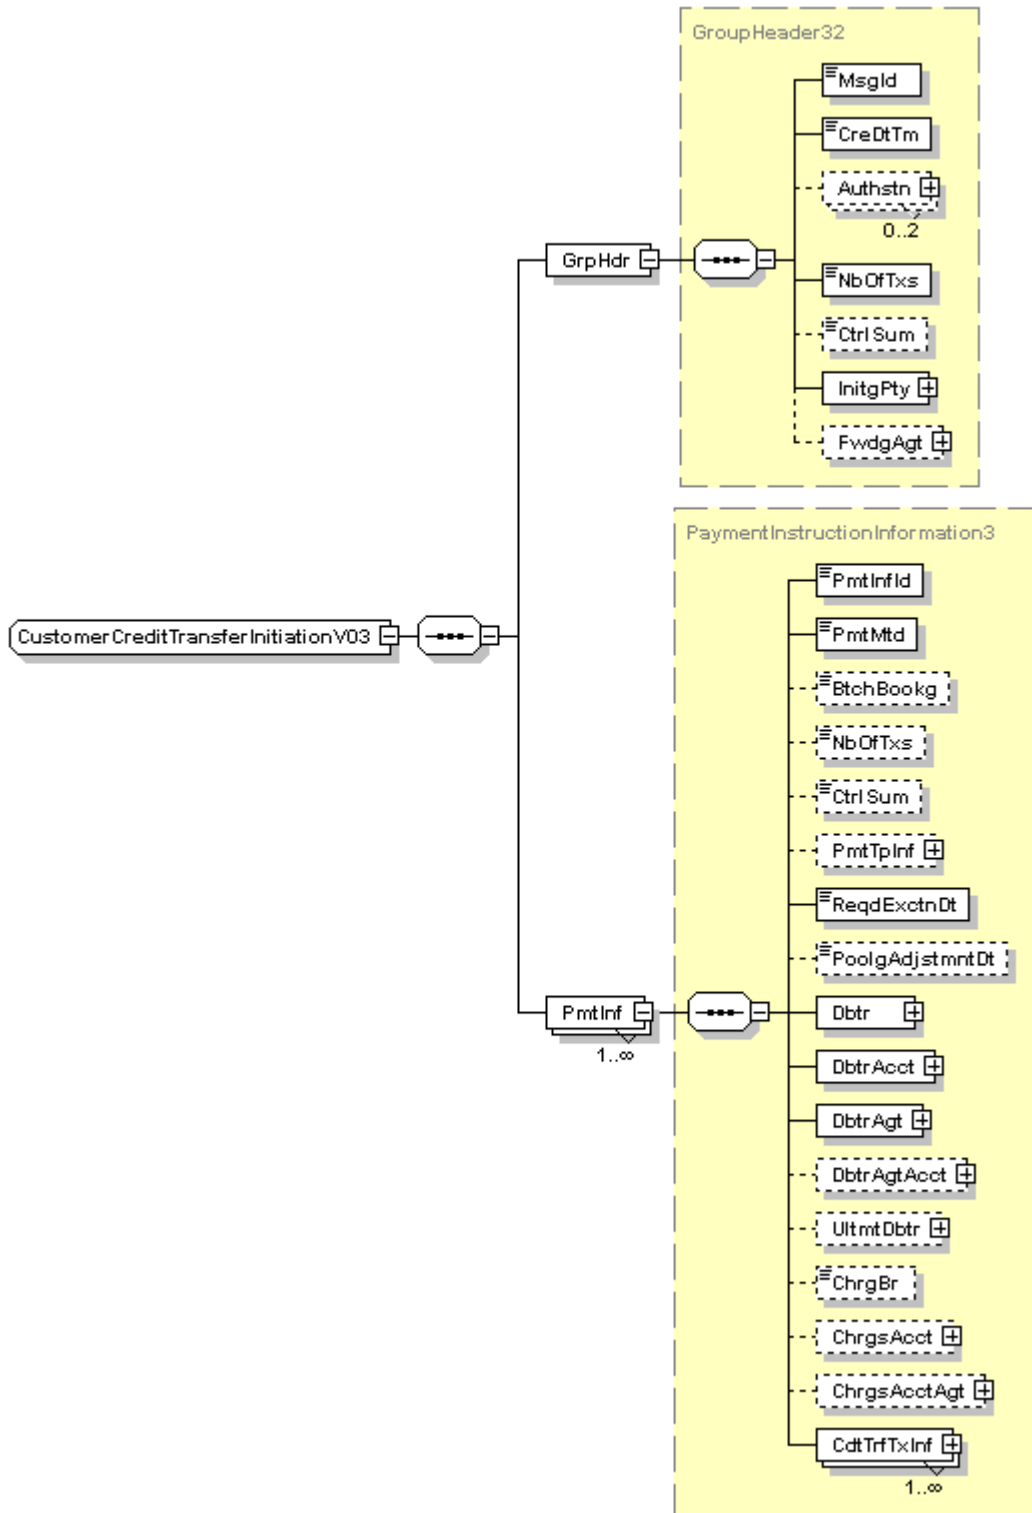 GroupHeader32
MsgId
CreDtTm
Authstn
0..2
GrpHdr
NbOfTxs
CtrlSum
InitgPty
FwdgAgt
PaymentInstructionInformation3
PmtInfId
CustomerCreditTransferInitiationV03
PmtMtd
BtchBookg
NbOfTxs
CtrlSum
PmtTpInf
ReqdExctnDt
PoolgAdjstmntDt
PmtInf
1..∞
Dbtr
DbtrAcct
DbtrAgt
DbtrAgtAcct
UltmtDbtr
ChrgBr
ChrgsAcct
ChrgsAcctAgt
CdtTrfTxInf
1..∞